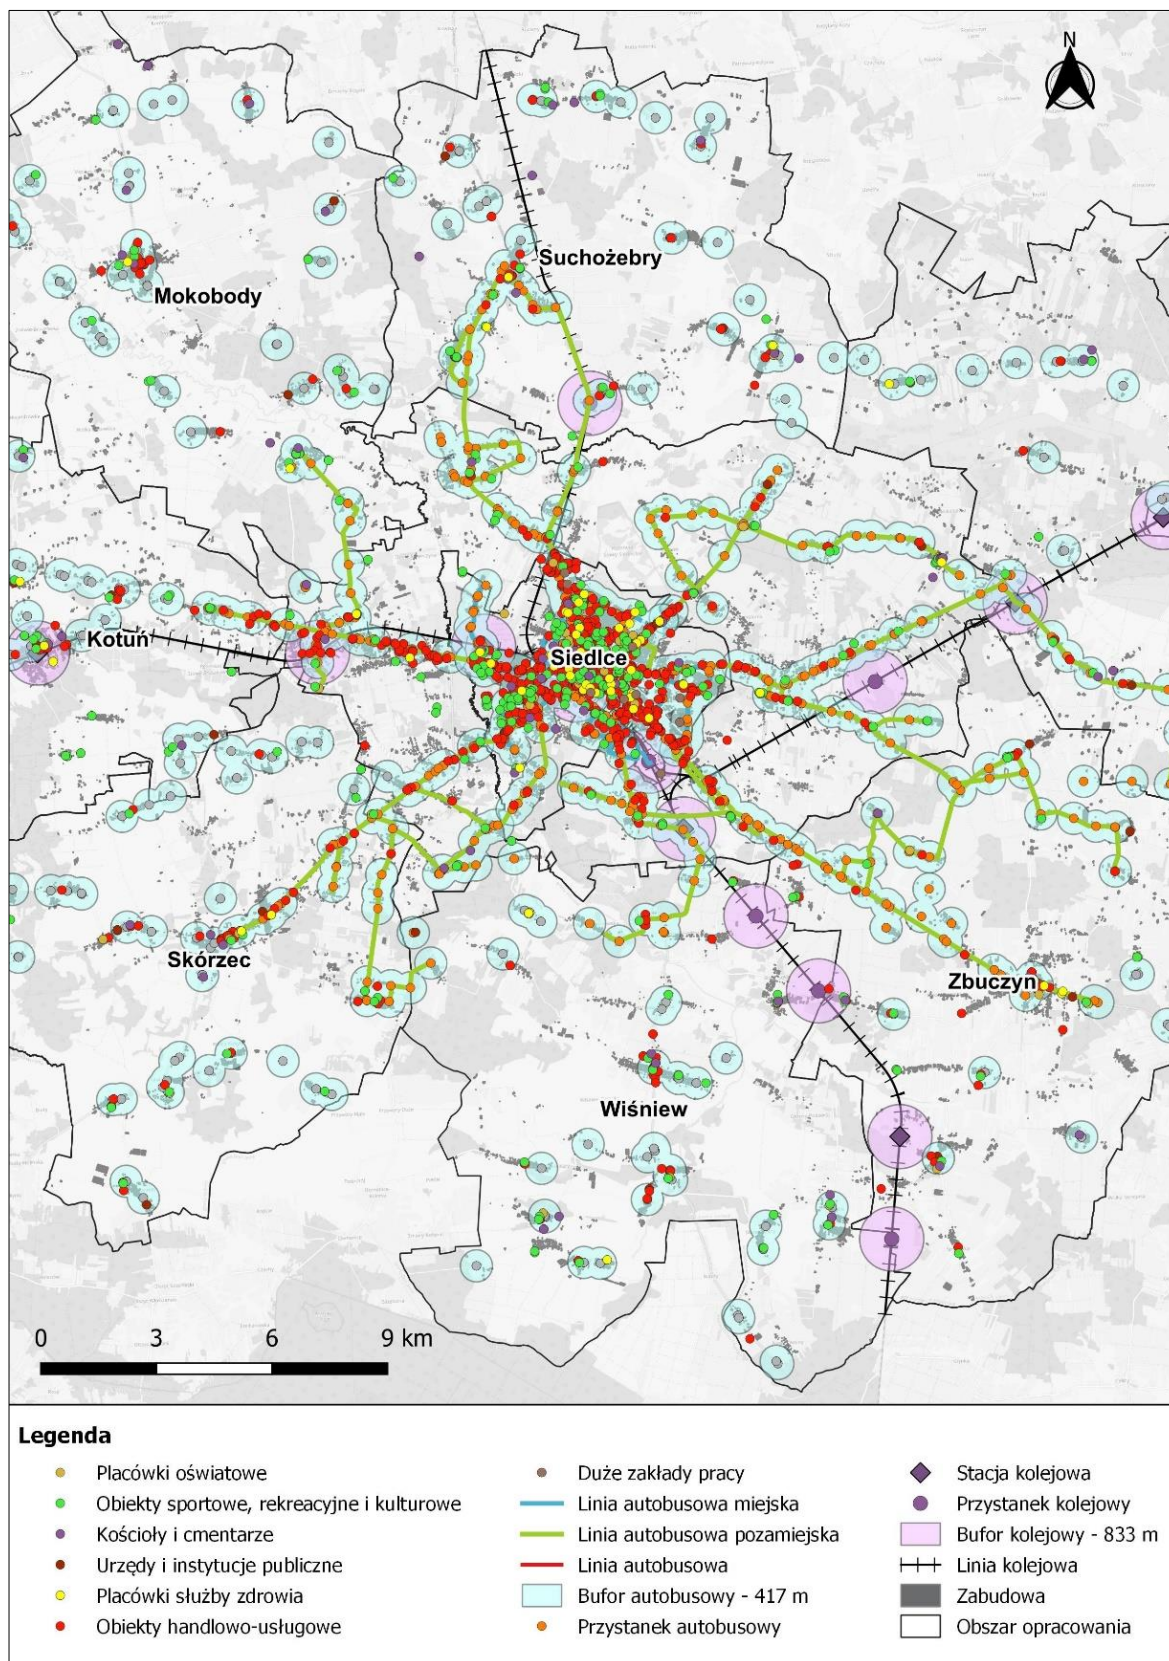 N
Suchożebry
Mokobody
Kotuń
Siedlce
Skórzec
Zbuczyn
Wiśniew
0 3 6 9 km
Legenda
Placówki oświatowe
Obiekty sportowe, rekreacyjne i kulturowe
Kościoły i cmentarze
Urzędy i instytucje publiczne
Placówki służby zdrowia
Obiekty handlowo-usługowe
Duże zakłady pracy
Linia autobusowa miejska
Linia autobusowa pozamiejska
Linia autobusowa
Bufor autobusowy - 417 m
Przystanek autobusowy
Stacja kolejowa
Przystanek kolejowy
Bufor kolejowy - 833 m
Linia kolejowa
Zabudowa
Obszar opracowania